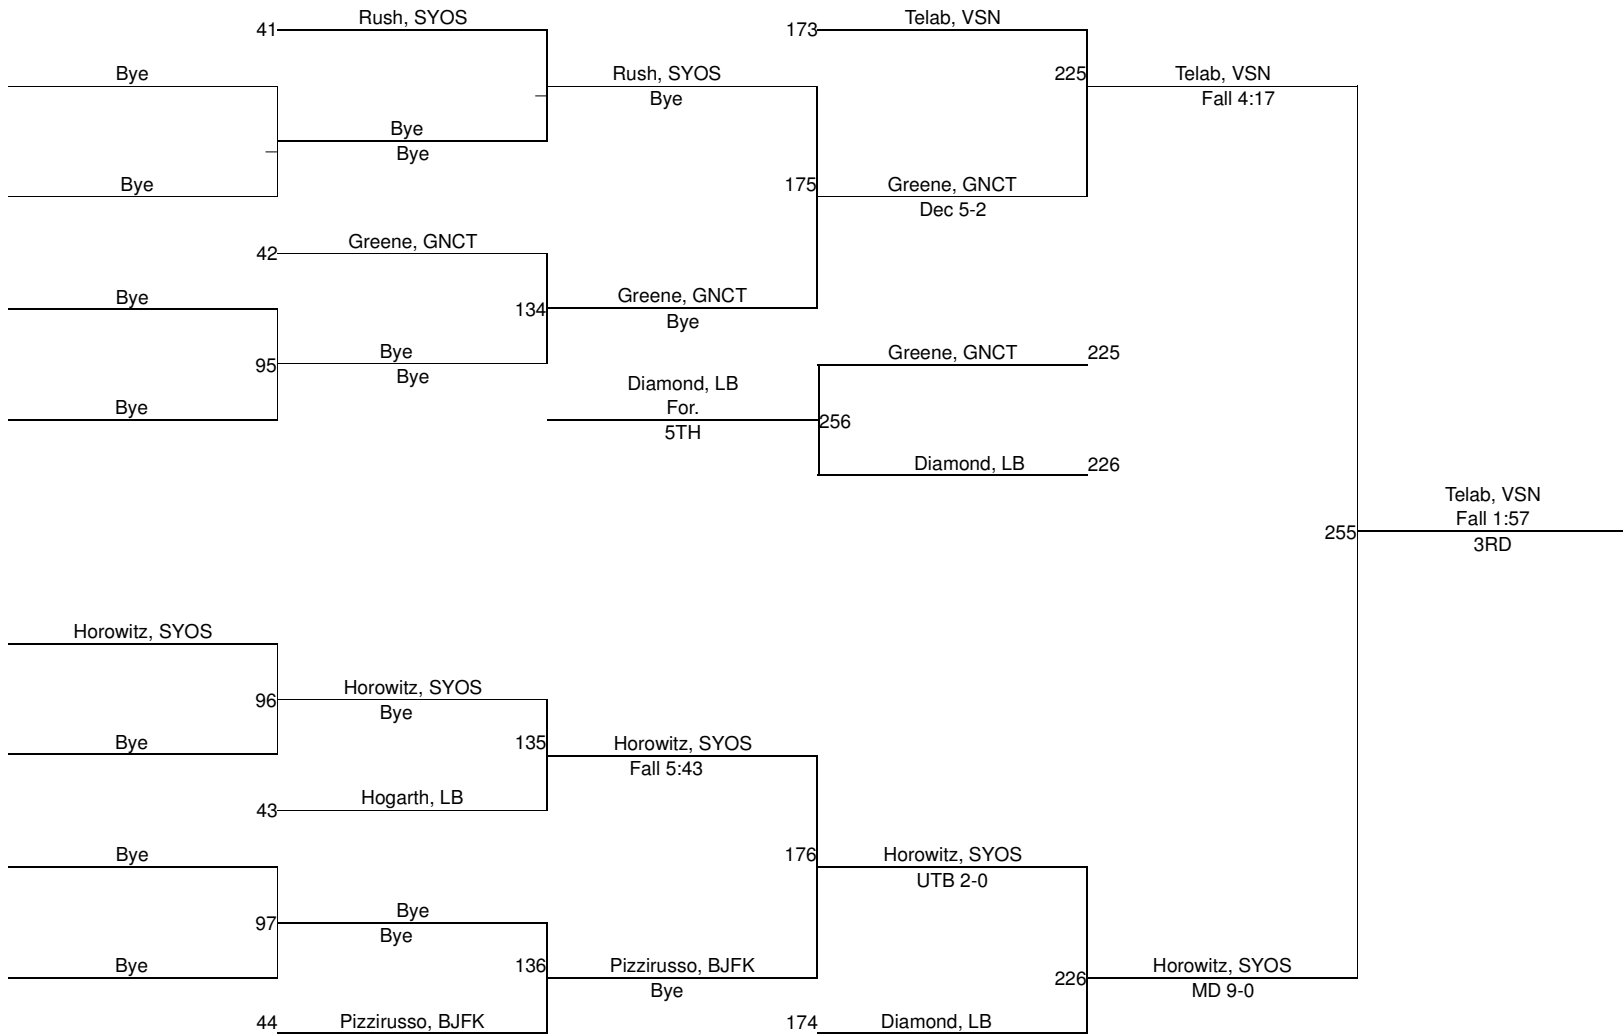 Rush, SYOS
Telab, VSN
41
173
Bye
Rush, SYOS
225
Telab, VSN
Bye
Fall 4:17
Bye
Bye
Bye
175
Greene, GNCT
Dec 5-2
Greene, GNCT
42
Bye
Greene, GNCT
134
Bye
Bye
Greene, GNCT
225
95
Bye
Diamond, LB
Bye
For.
256
5TH
Diamond, LB
226
Telab, VSN
Fall 1:57
255
3RD
Horowitz, SYOS
Horowitz, SYOS
96
Bye
Bye
135
Horowitz, SYOS
Fall 5:43
Hogarth, LB
43
Bye
176
Horowitz, SYOS
UTB 2-0
Bye
97
Bye
Bye
136
Pizzirusso, BJFK
Horowitz, SYOS
226
Bye
MD 9-0
44
Pizzirusso, BJFK
174
Diamond, LB